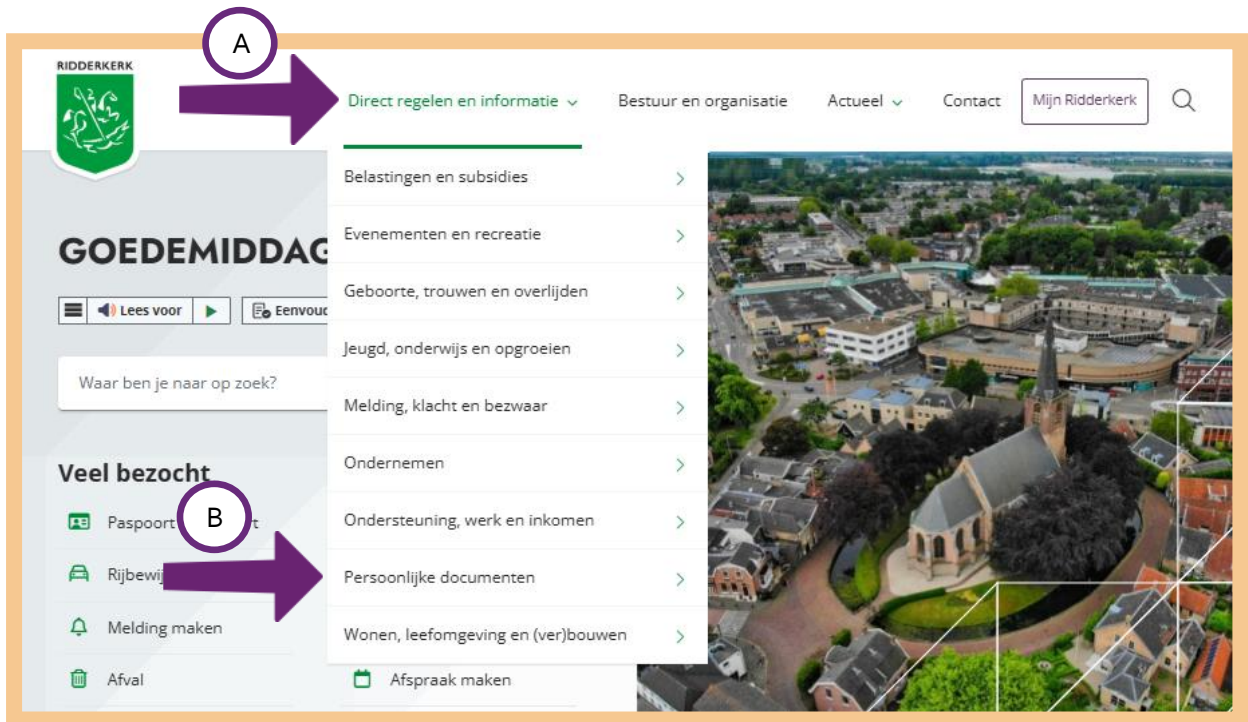 A
RIDDERKERK
Direct regelen en informatie
Bestuur en organisatie
Actueel
Contact
Mijn Ridderkerk
Belastingen en subsidies
Evenementen en recreatie
Geboorte, trouwen en overlijden
Jeugd, onderwijs en opgroeien
Melding, klacht en bezwaar
Ondernemen
Ondersteuning, werk en inkomen
Persoonlijke documenten
Wonen, leefomgeving en (ver)bouwen
GOEDEMIDDAG
Lees voor
Waar ben je naar op zoek?
Veel bezocht
Paspoort
B
Melding maken
Afval
Afspraak maken